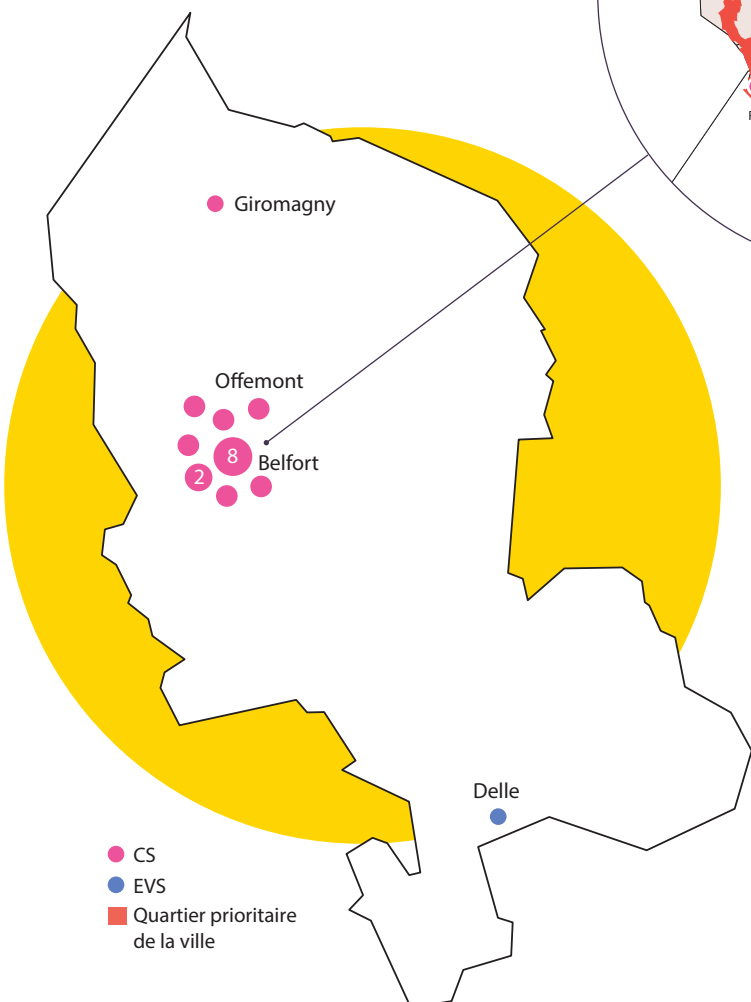 Giromagny
Offemont
8
Belfort
2
Delle
CS
EVS
Quartier prioritaire
de la ville